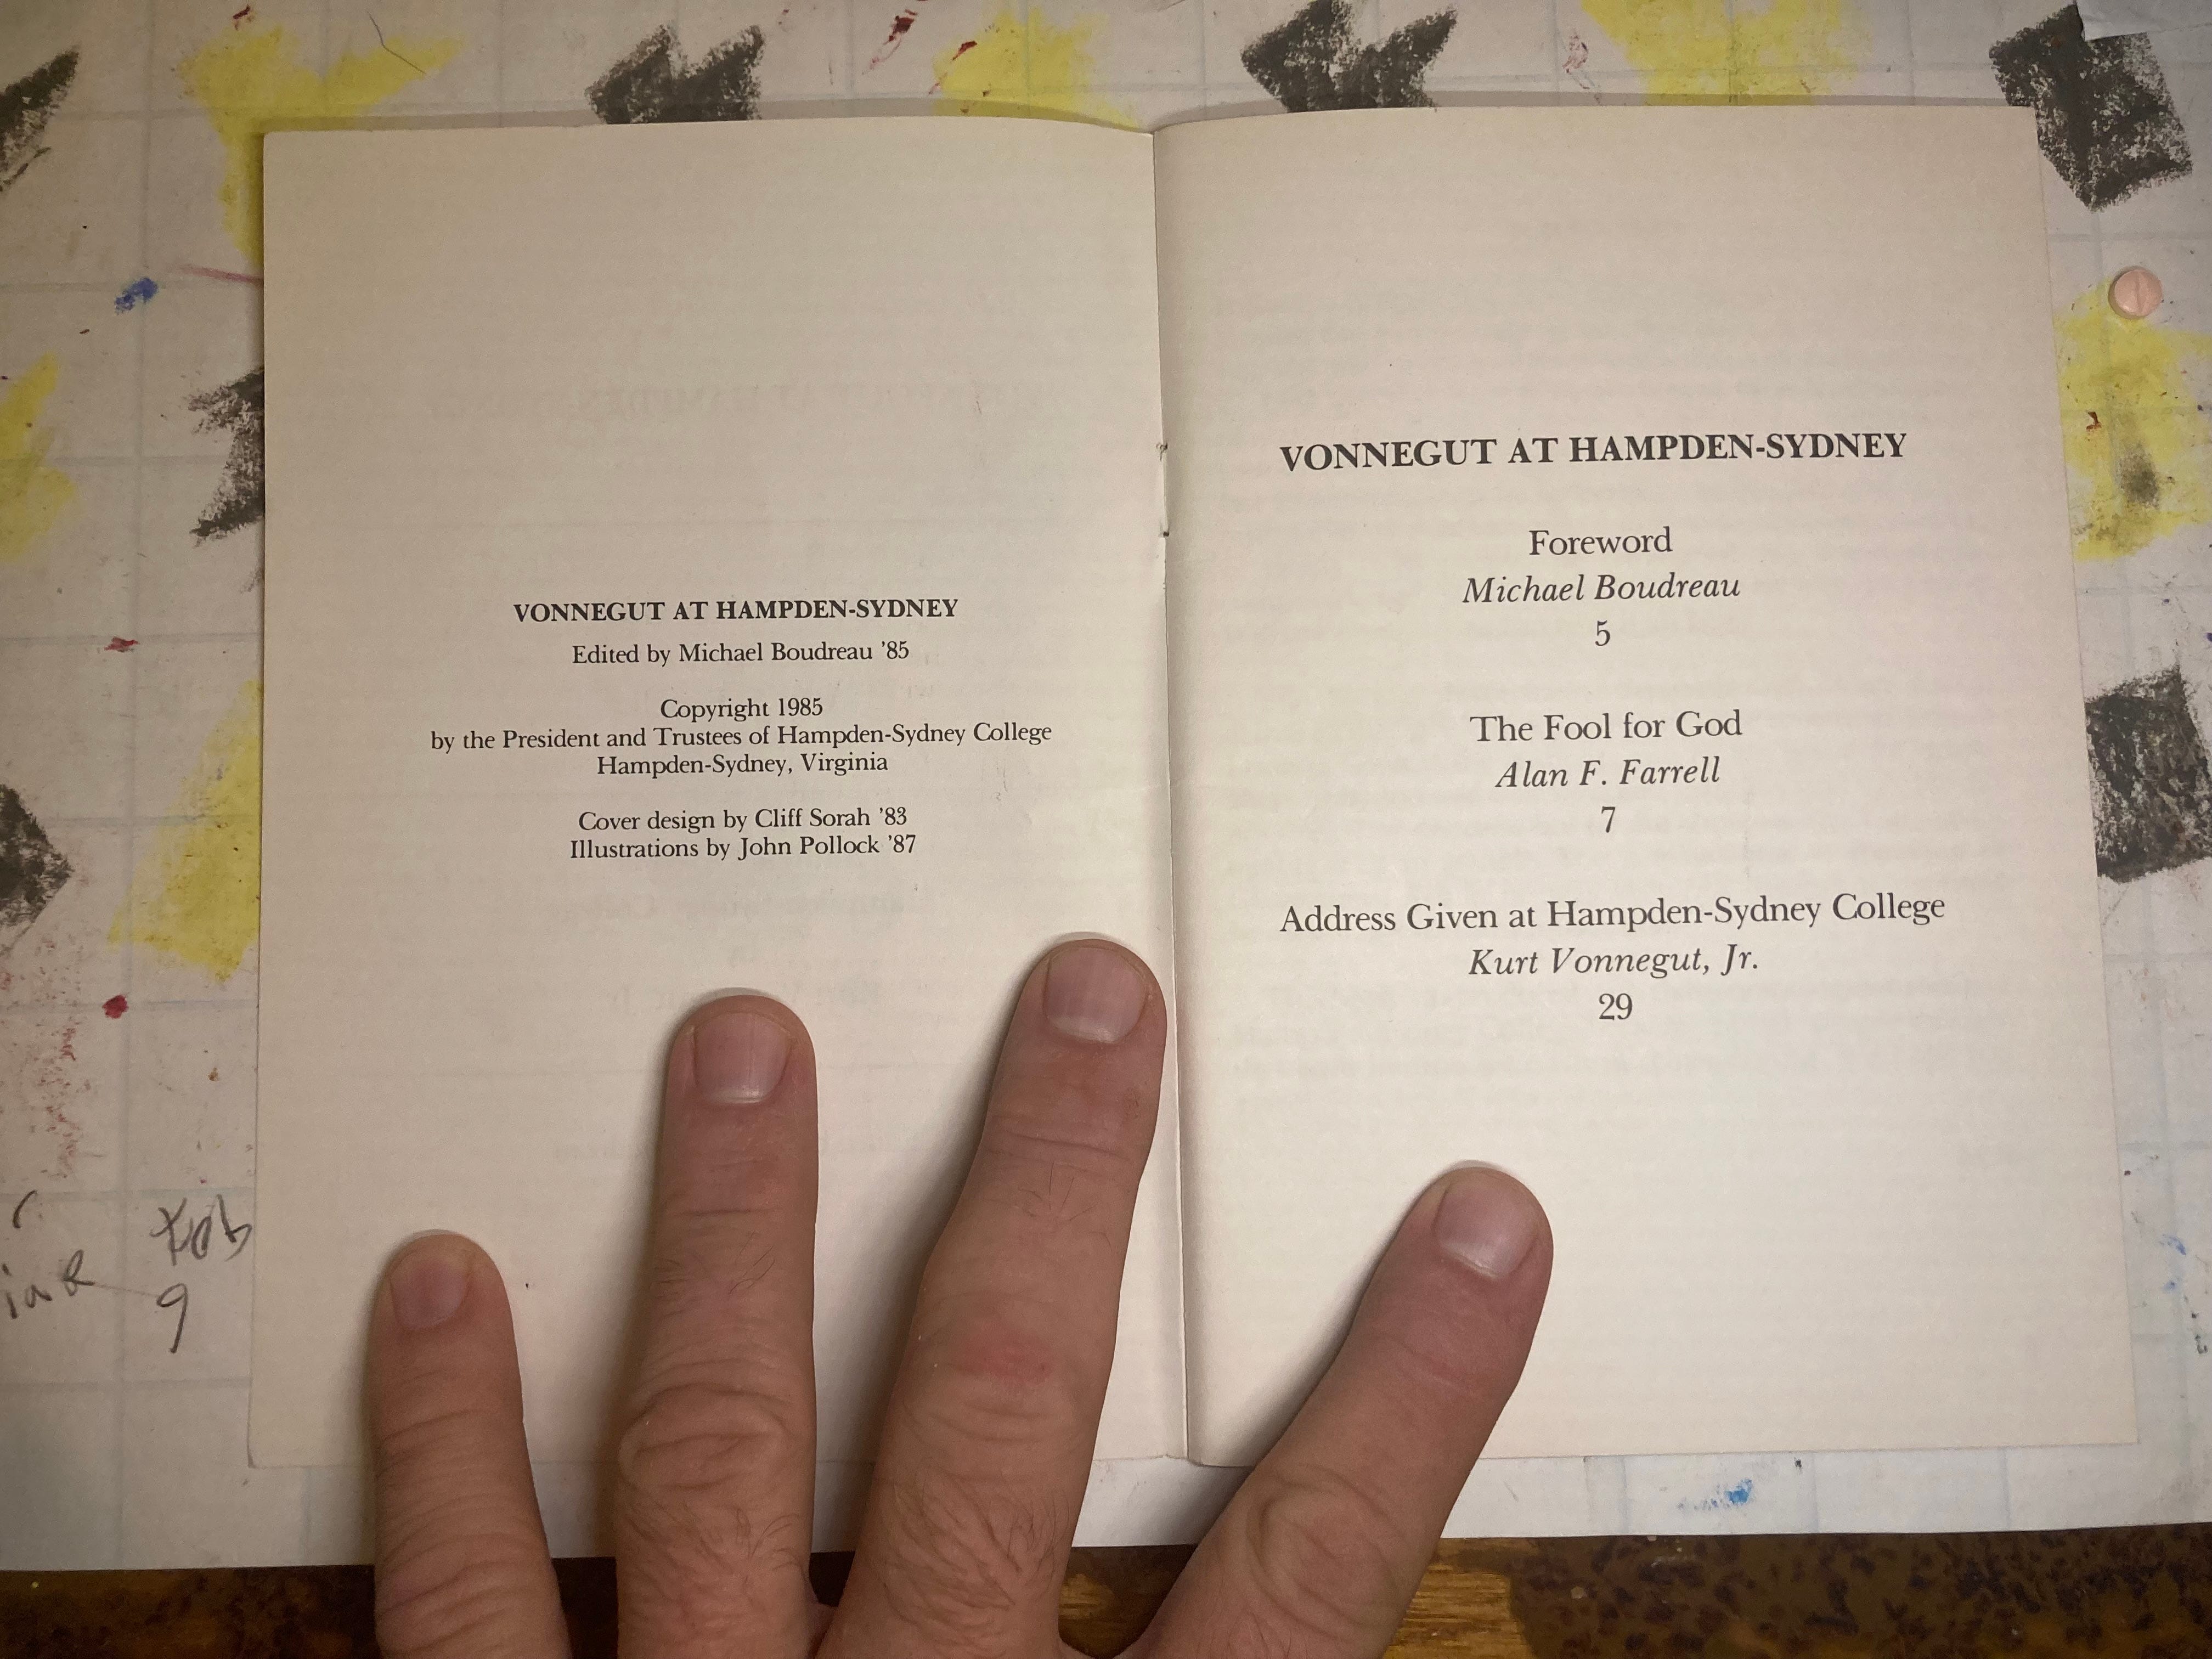 VONNEGUT AT HAMPDEN-SYDNEY
Edited by Michael Boudreau '85
Copyright 1985
by the President and Trustees of Hampden-Sydney College
Hampden-Sydney, Virginia
Cover design by Cliff Sorah '83
Illustrations by John Pollock '87
VONNEGUT AT HAMPDEN-SYDNEY
Foreword
Michael Boudreau
5
The Fool for God
Alan F. Farrell
7
Address Given at Hampden-Sydney College
Kurt Vonnegut, Jr.
29